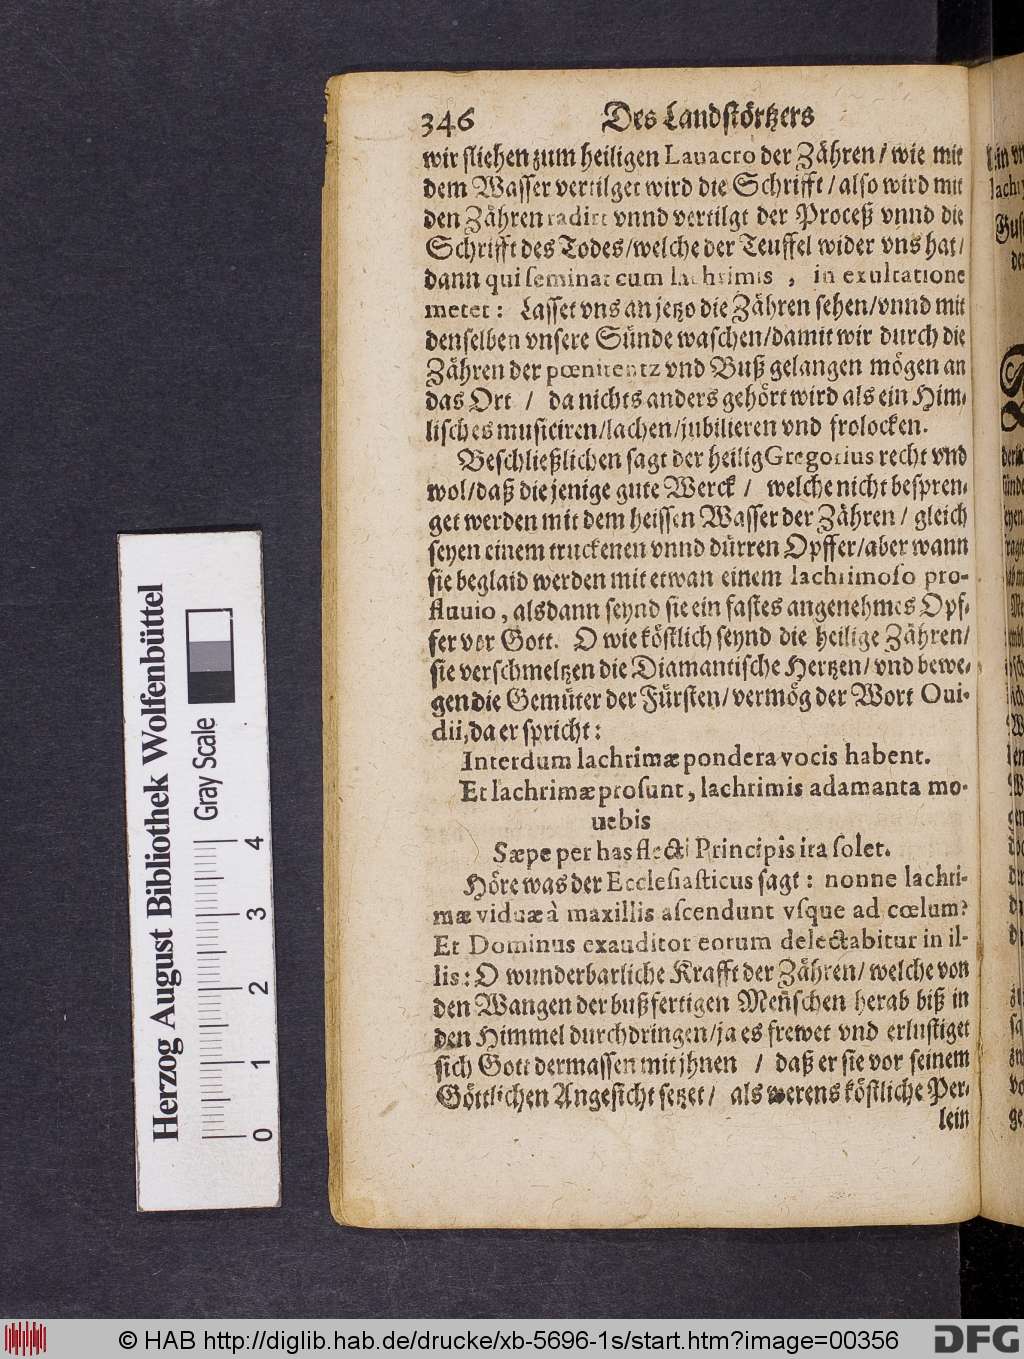 346 Des Landstörtzers
wir fliehen zum heiligen Lauacro der Zähren / wie mit
dem Wasser vertilget wird die Schrifft / also wird mit
den Zähren radirt vnnd vertilgt der Proceß vnnd die
Schrifft des Todes / welche der Teuffel wider vns hat /
dann qui seminat cum lachrimis , in exultatione
metet : Lasset vns an jetzo die Zähren sehen / vnnd mit
denselben vnsere Sünde waschen / damit wir durch die
Zähren der pœnitentz vnd Buß gelangen mögen an
das Ort / da nichts anders gehört wird als ein Him-
lisches musiciren / lachen / jubilieren vnd frolocken.
Beschließlichen sagt der heilig Gregorius recht vnd
wol / daß die jenige gute Werck / welche nicht bespren-
get werden mit dem heissen Wasser der Zähren / gleich
seyen einem truckenen vnnd dürren Opffer / aber wann
sie beglaid werden mit etwan einem lachrimoso pro-
fluuio, alsdann seynd sie ein fastes angenehmes Opf-
fer vor Gott. O wie köstlich seynd die heilige Zähren /
sie verschmeltzen die Diamantische Hertzen / vnd bewe-
gen die Gemüter der Fürsten / vermög der Wort Oui-
dii, da er spricht :
Interdum lachrimæ pondera vocis habent.
Et lachrimæ prosunt, lachrimis adamanta mo-
uebis
Sæpe per has flecti Principis ira solet.
Höre was der Ecclesiasticus sagt : nonne lachri-
mæ viduæ à maxillis ascendunt vsque ad cœlum?
Et Dominus exauditor eorum delectabitur in il-
lis : O wunderbarliche Krafft der Zähren / welche von
den Wangen der bußfertigen Menschen herab biß in
den Himmel durchdringen / ja es frewet vnd erlustiget
sich Gott dermassen mit jhnen / daß er sie vor seinem
Göttlichen Angesicht setzet / als werens köstliche Per-
lein
Herzog August Bibliothek Wolfenbüttel
Gray Scale
0 1 2 3 4
© HAB http://diglib.hab.de/drucke/xb-5696-1s/start.htm?image=00356
DFG